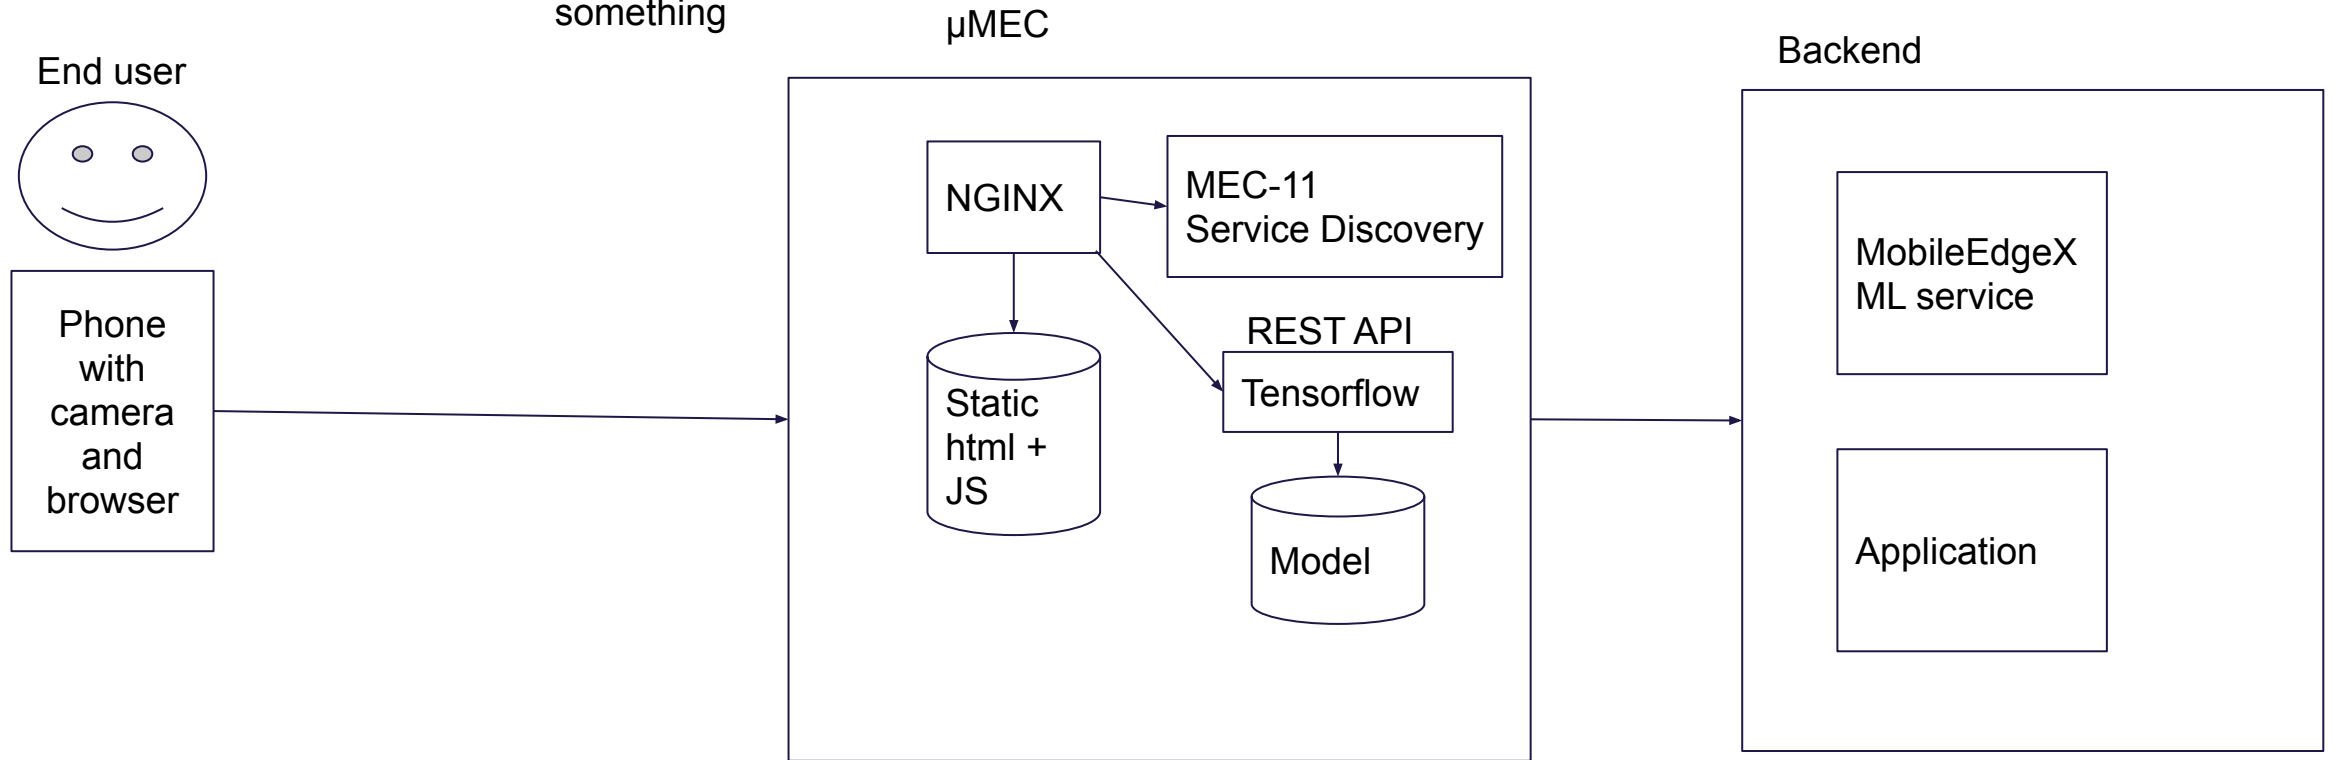 something
µMEC
End user
Backend
NGINX
MEC-11
Service Discovery
MobileEdgeX
ML service
Phone
with
camera
and
browser
REST API
Tensorflow
Static
html +
JS
Model
Application